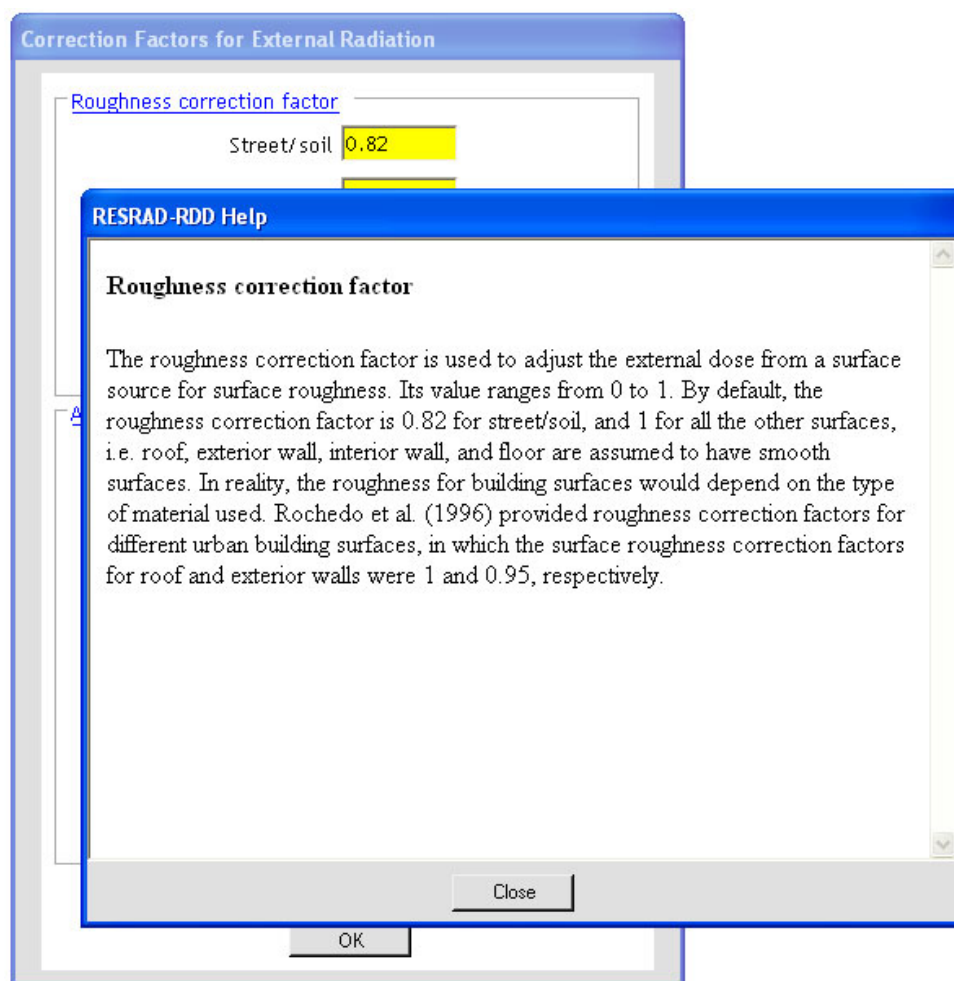 Correction Factors for External Radiation
Roughness correction factor
Street/soil 0.82
RESRAD-RDD Help
Roughness correction factor
The roughness correction factor is used to adjust the external dose from a surface
source for surface roughness. Its value ranges from 0 to 1. By default, the
roughness correction factor is 0.82 for street/soil, and 1 for all the other surfaces,
i.e. roof, exterior wall, interior wall, and floor are assumed to have smooth
surfaces. In reality, the roughness for building surfaces would depend on the type
of material used. Rochedo et al. (1996) provided roughness correction factors for
different urban building surfaces, in which the surface roughness correction factors
for roof and exterior walls were 1 and 0.95, respectively.
Close
OK